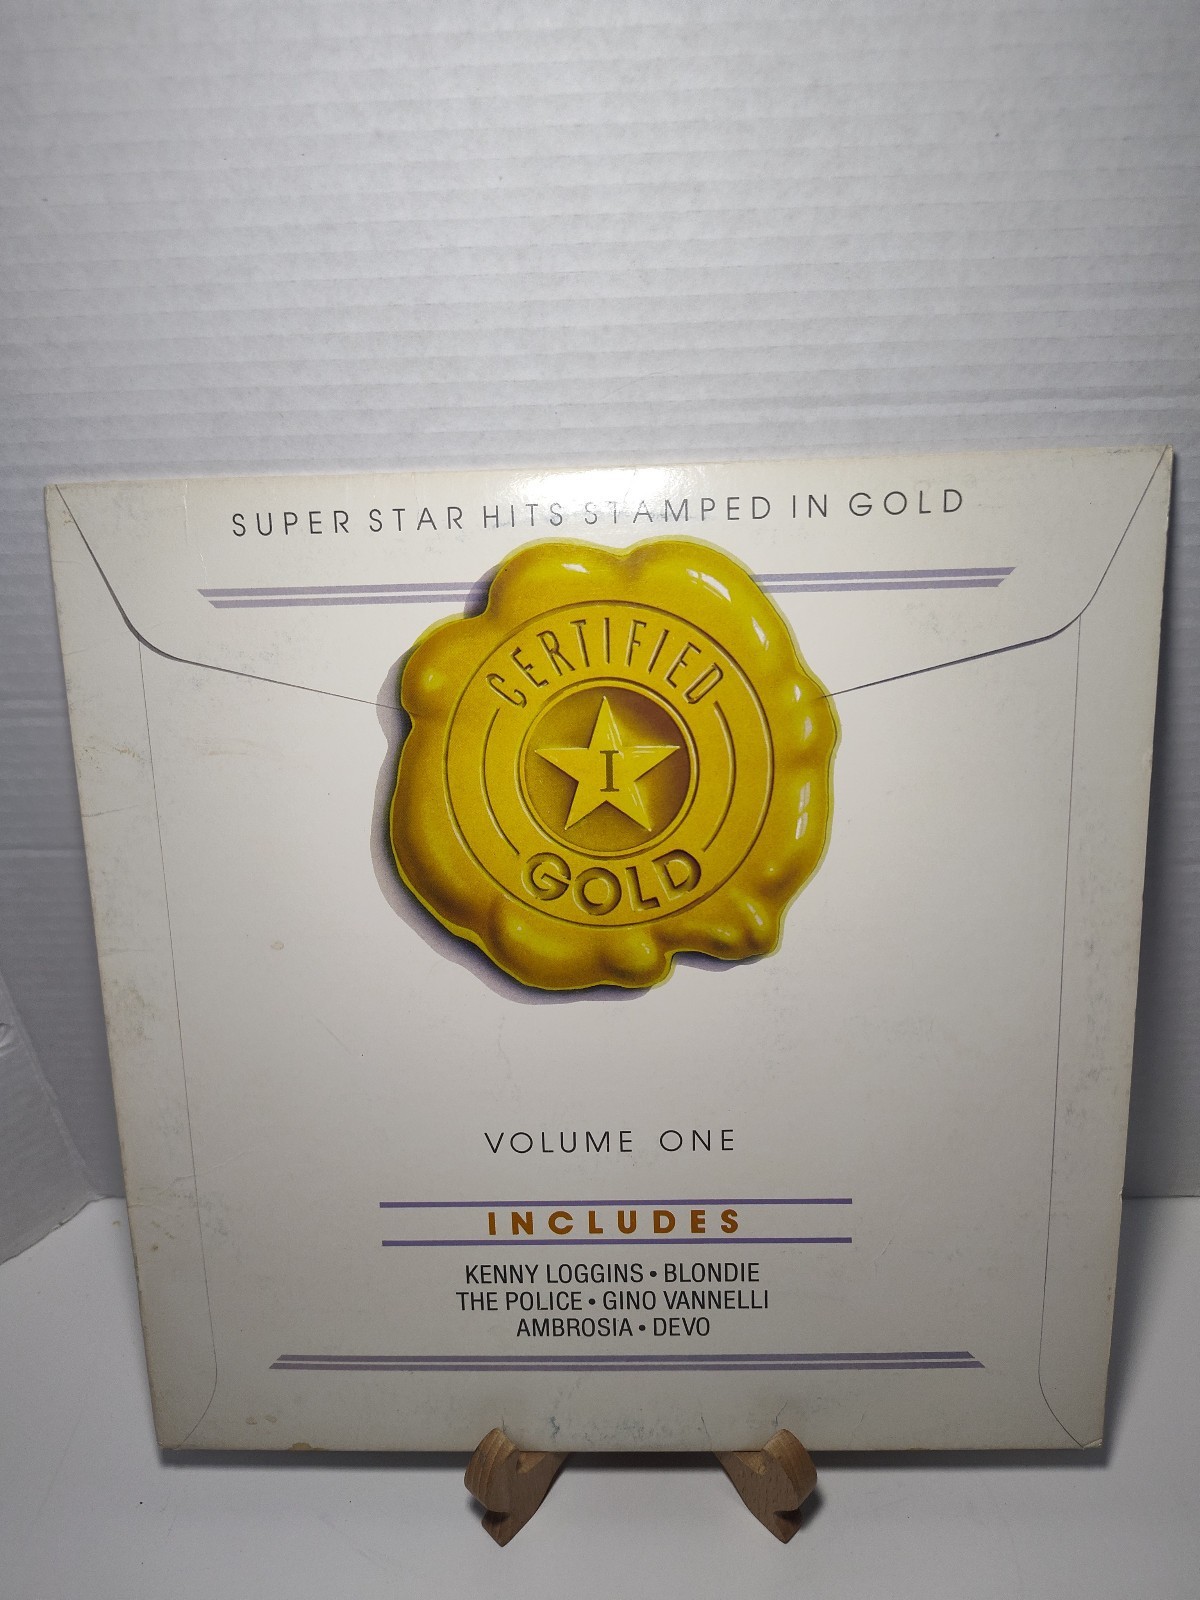 SUPER STAR HITS STAMPED IN GOLD
CERTIFIED
I
GOLD
VOLUME ONE
INCLUDES
KENNY LOGGINS • BLONDIE
THE POLICE • GINO VANNELLI
AMBROSIA • DEVO